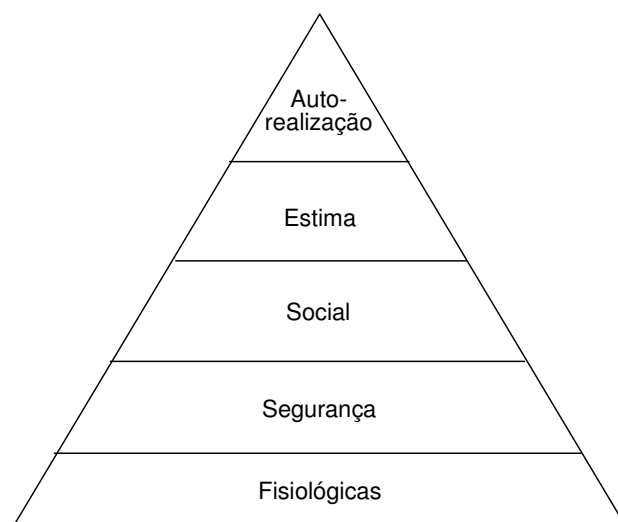 Auto-
realização
Estima
Social
Segurança
Fisiológicas